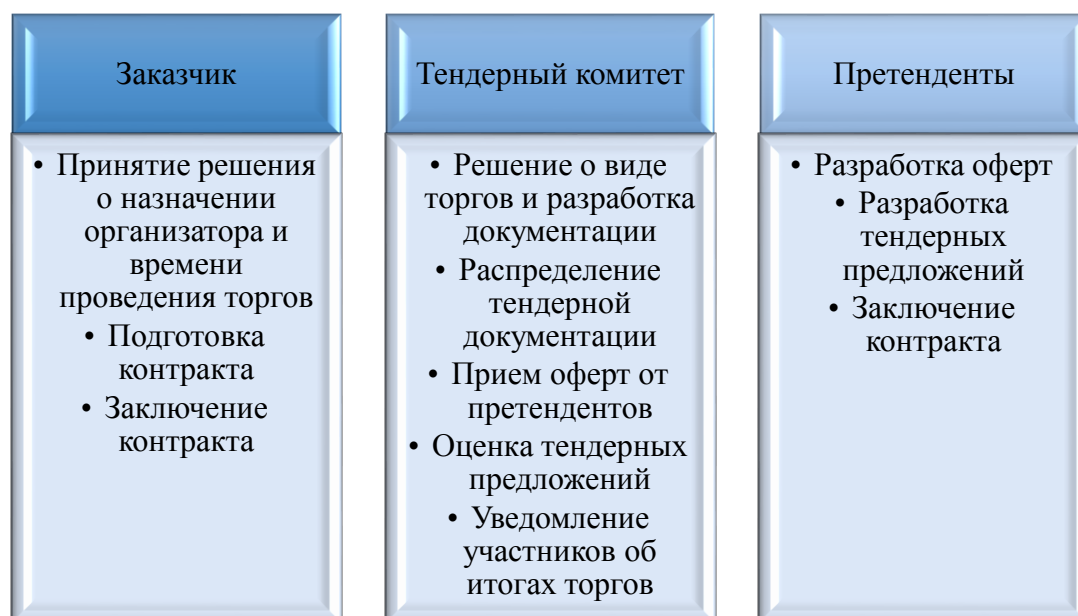 Заказчик
• Принятие решения
о назначении
организатора и
времени
проведения торгов
• Подготовка
контракта
• Заключение
контракта
Тендерный комитет
• Решение о виде
торгов и разработка
документации
• Распределение
тендерной
документации
• Прием оферт от
претендентов
• Оценка тендерных
предложений
• Уведомление
участников об
итогах торгов
Претенденты
• Разработка оферт
• Разработка
тендерных
предложений
• Заключение
контракта